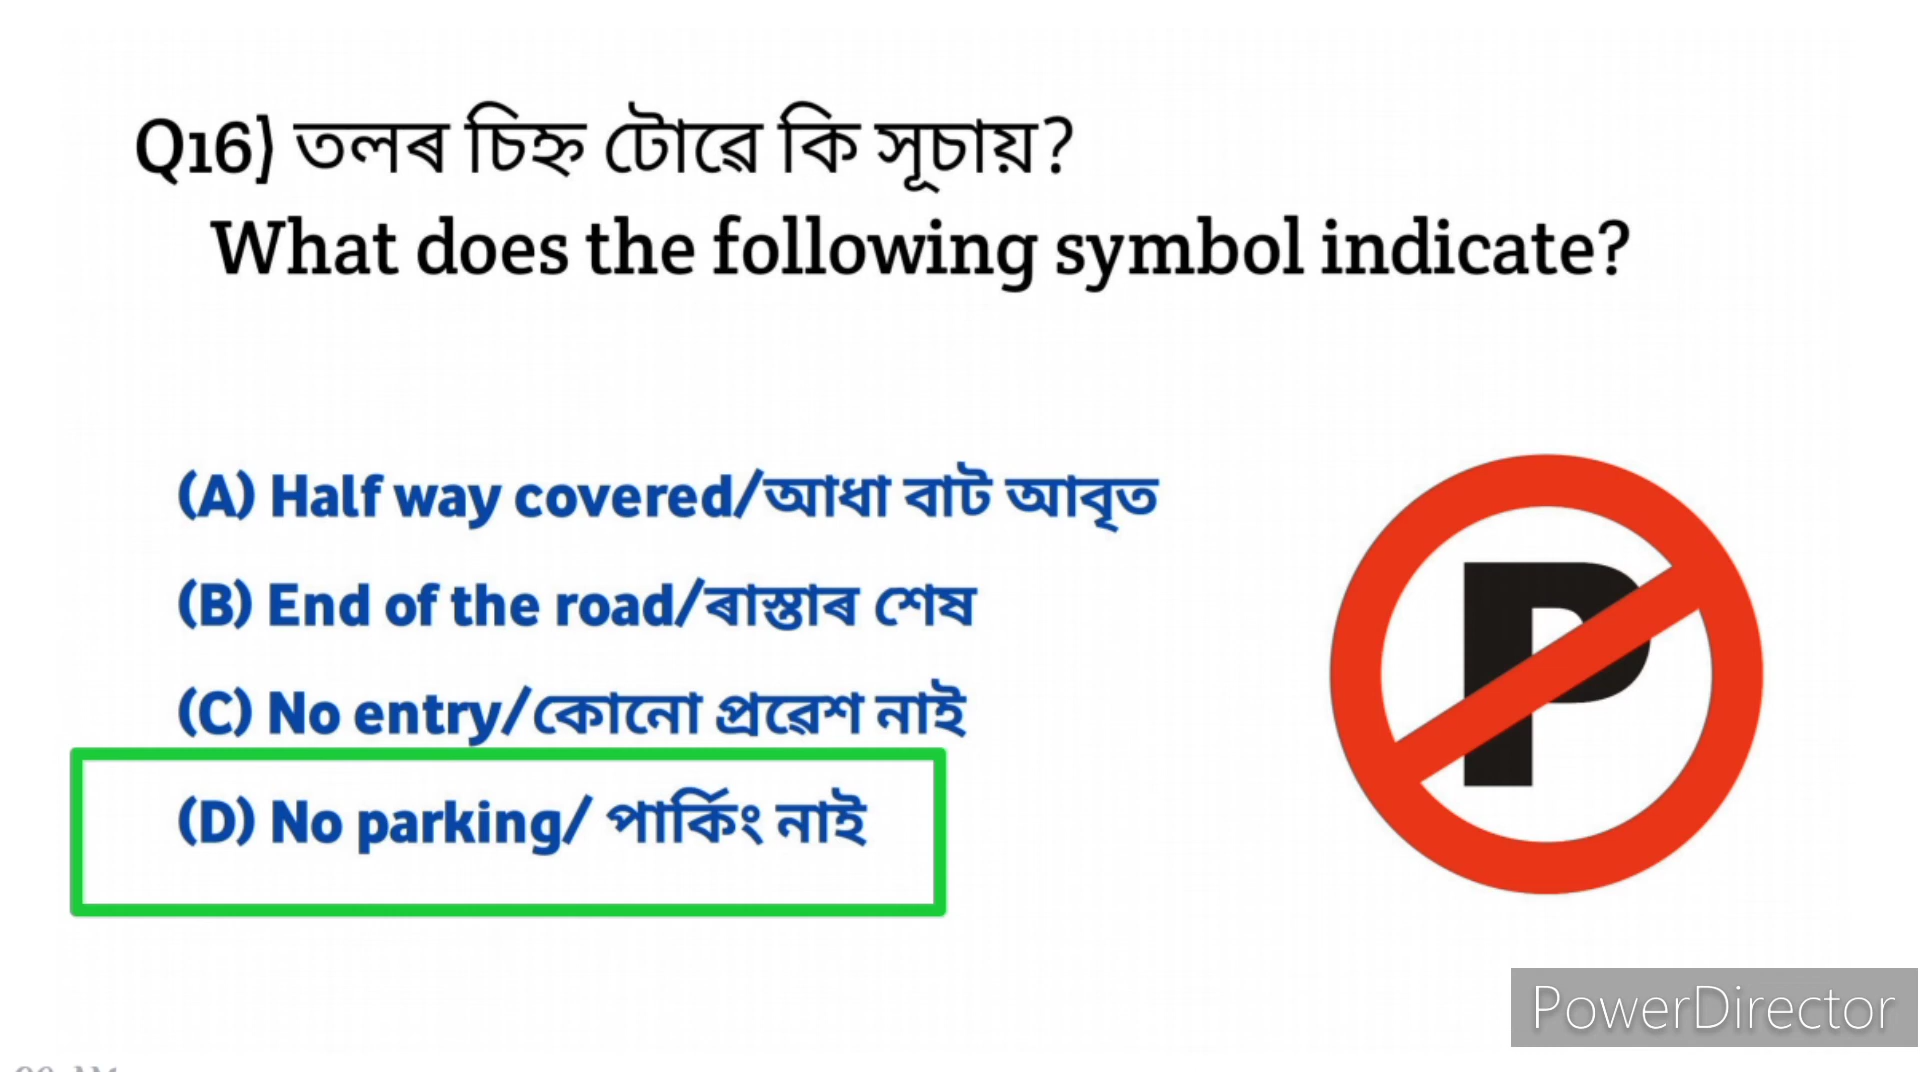 Q16) তলৰ চিহ্ন টোৱে কি সূচায়?
What does the following symbol indicate?
(A) Half way covered/আধা বাট আবৃত
(B) End of the road/ৰাস্তাৰ শেষ
(C) No entry/কোনো প্ৰৱেশ নাই
(D) No parking/ পাৰ্কিং নাই
P
PowerDirector